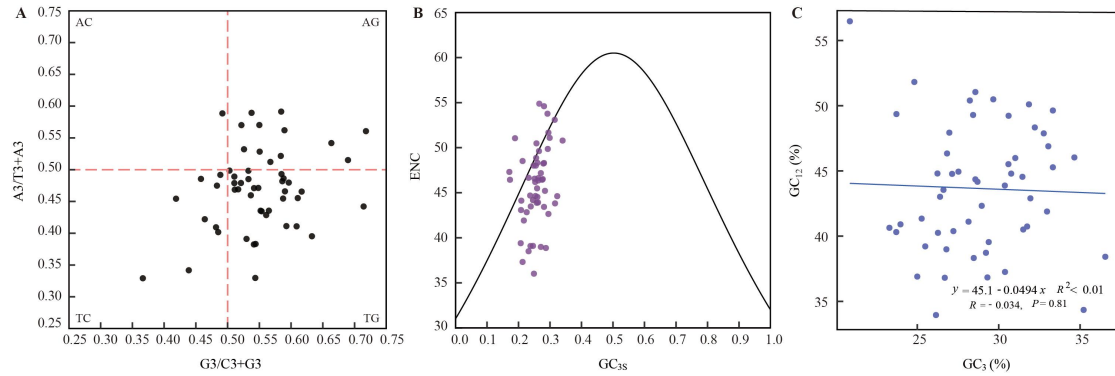 A
AC
AG
0.75
0.70
0.65
0.60
0.55
0.50
0.45
0.40
0.35
0.30
0.25
A3/T3+A3
TC
TG
0.25 0.30 0.35 0.40 0.45 0.50 0.55 0.60 0.65 0.70 0.75
G3/C3+G3
B
65
60
55
50
45
40
35
30
ENC
0.0 0.1 0.2 0.3 0.4 0.5 0.6 0.7 0.8 0.9 1.0
GC3S
C
55
50
45
40
35
GC12 (%)
y = 45.1 - 0.0494 x R²< 0.01
R = - 0.034, P = 0.81
25 30 35
GC3 (%)